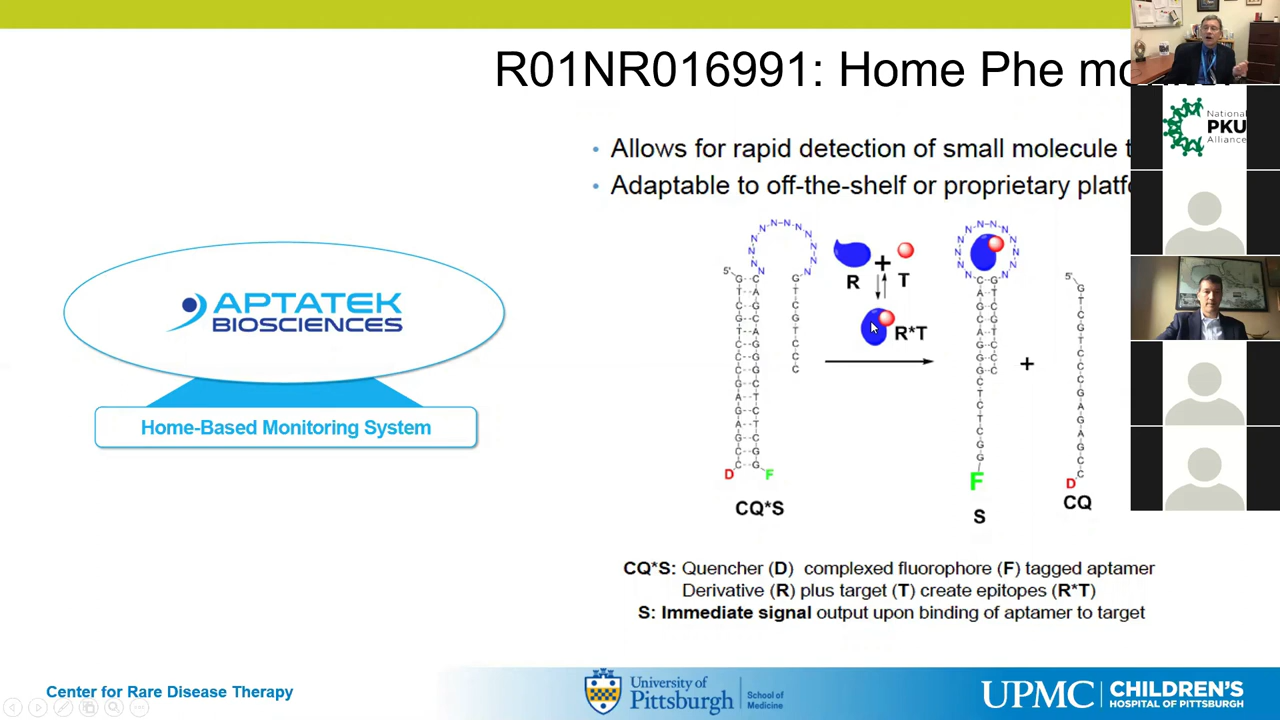 R01NR016991: Home Phe
National
PKU
Alliance
• Allows for rapid detection of small molecule
• Adaptable to off-the-shelf or proprietary
APTATEK
BIOSCIENCES
Home-Based Monitoring System
5'
R
+
T
R*T
D
F
CQ*S
F
S
+
5'
D
CQ
CQ*S: Quencher (D) complexed fluorophore (F) tagged aptamer
Derivative (R) plus target (T) create epitopes (R*T)
S: Immediate signal output upon binding of aptamer to target
Center for Rare Disease Therapy
University of
Pittsburgh
School of
Medicine
UPMC
CHILDREN'S
HOSPITAL OF PITTSBURGH